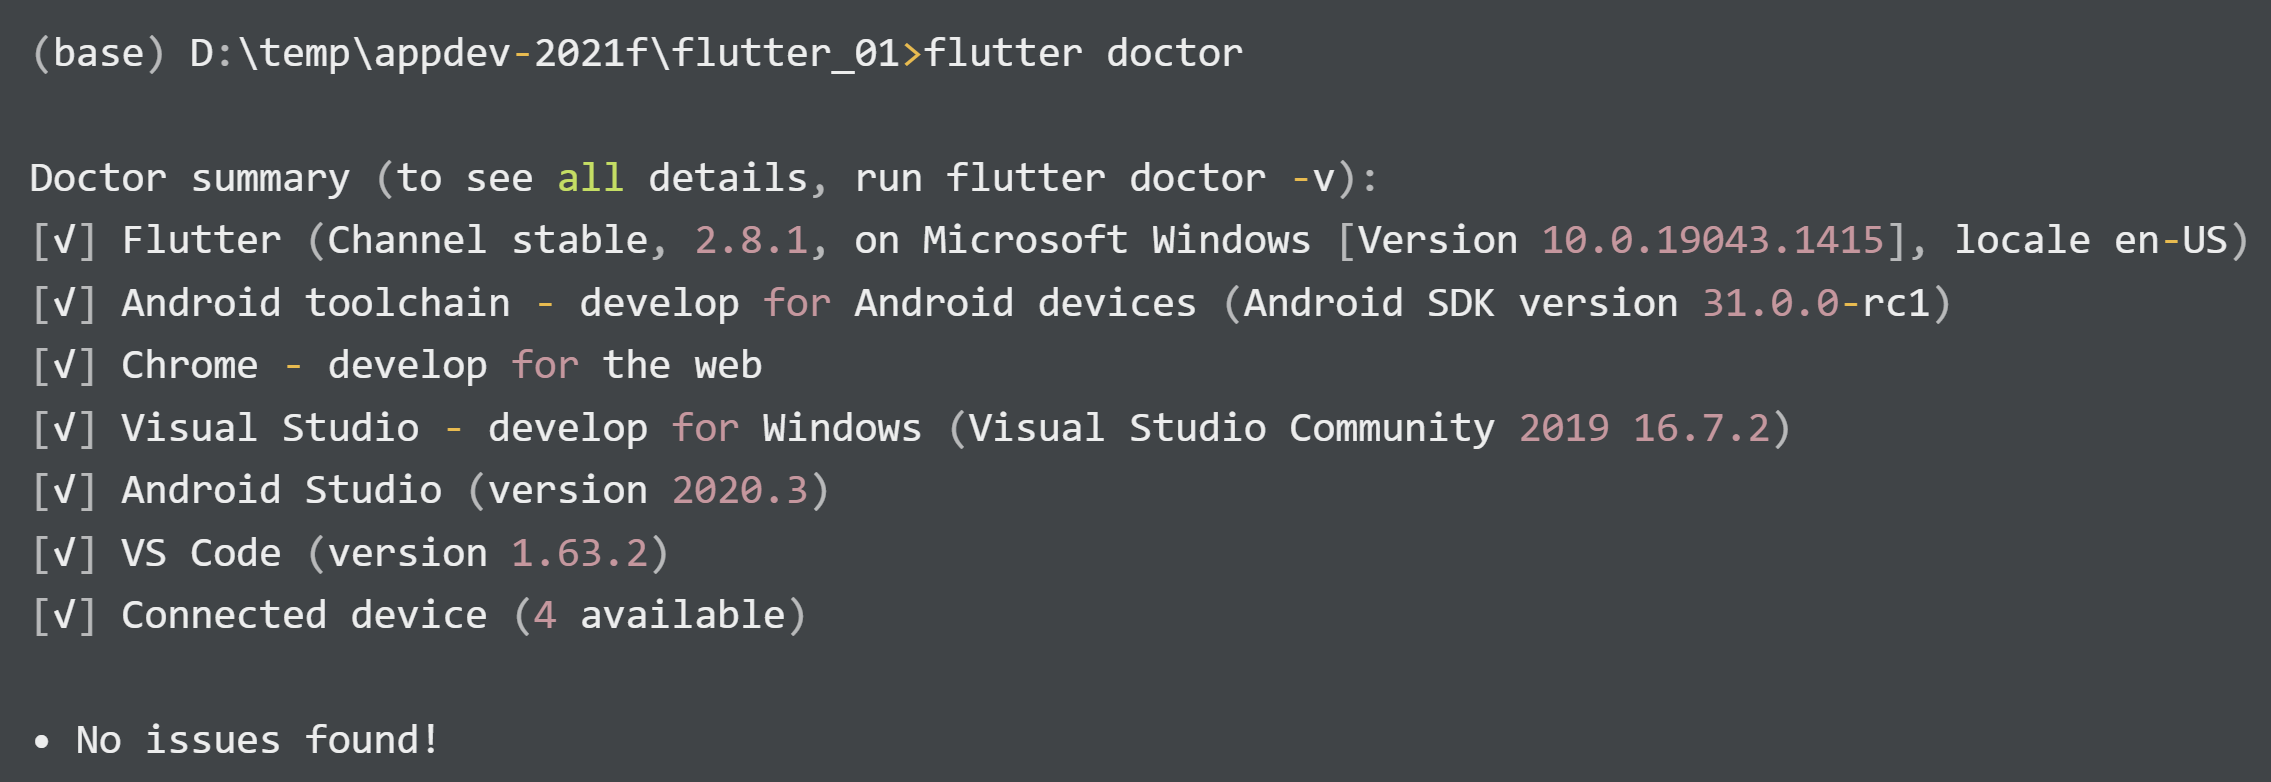 (base) D:\temp\appdev-2021f\flutter_01>flutter doctor
Doctor summary (to see all details, run flutter doctor -v):
[√] Flutter (Channel stable, 2.8.1, on Microsoft Windows [Version 10.0.19043.1415], locale en-US)
[√] Android toolchain - develop for Android devices (Android SDK version 31.0.0-rc1)
[√] Chrome - develop for the web
[√] Visual Studio - develop for Windows (Visual Studio Community 2019 16.7.2)
[√] Android Studio (version 2020.3)
[√] VS Code (version 1.63.2)
[√] Connected device (4 available)
• No issues found!